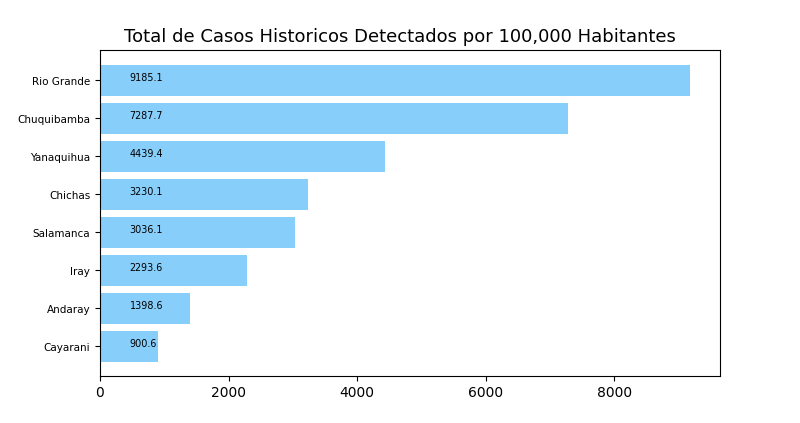 Total de Casos Historicos Detectados por 100,000 Habitantes
Rio Grande 9185.1
Chuquibamba 7287.7
Yanaquihua 4439.4
Chichas 3230.1
Salamanca 3036.1
Iray 2293.6
Andaray 1398.6
Cayarani 900.6
0 2000 4000 6000 8000